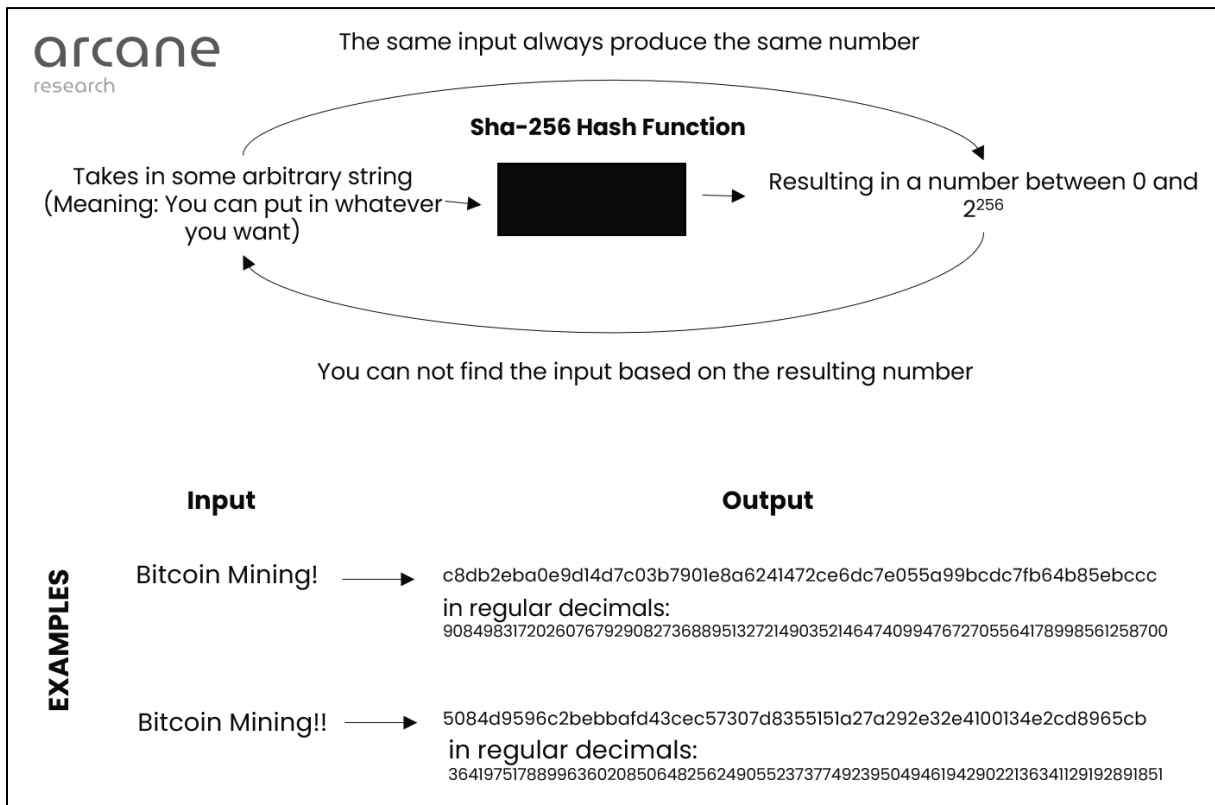 arcane
research
The same input always produce the same number
Sha-256 Hash Function
Takes in some arbitrary string
(Meaning: You can put in whatever
you want)
Resulting in a number between 0 and
2²⁵⁶
You can not find the input based on the resulting number
Input
Output
EXAMPLES
Bitcoin Mining!
c8db2eba0e9d14d7c03b7901e8a6241472ce6dc7e055a99bcdc7fb64b85ebccc
in regular decimals:
90849831720260767929082736889513272149035214647409947672705564178998561258700
Bitcoin Mining!!
5084d9596c2bebbafd43cec57307d8355151a27a292e32e4100134e2cd8965cb
in regular decimals:
36419751788996360208506482562490552373774923950494619429022136341129192891851